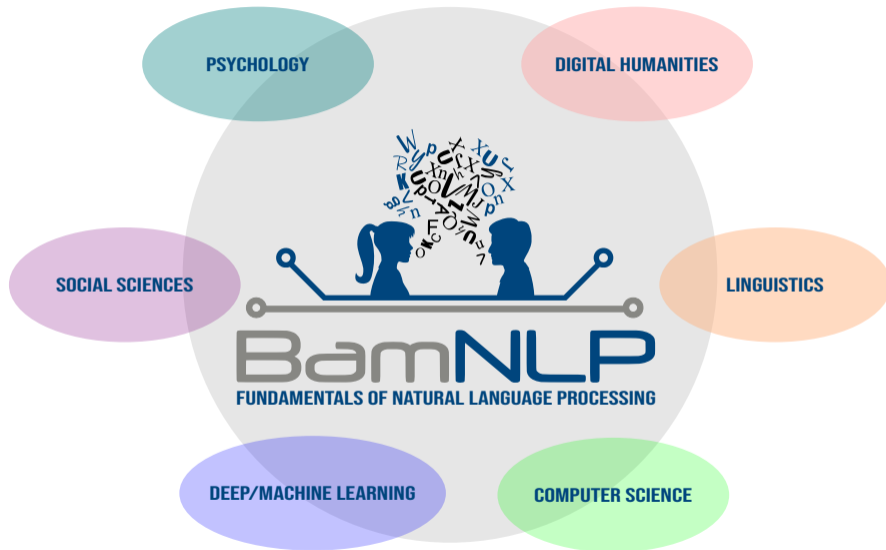 PSYCHOLOGY
DIGITAL HUMANITIES
SOCIAL SCIENCES
LINGUISTICS
BamNLP
FUNDAMENTALS OF NATURAL LANGUAGE PROCESSING
DEEP/MACHINE LEARNING
COMPUTER SCIENCE